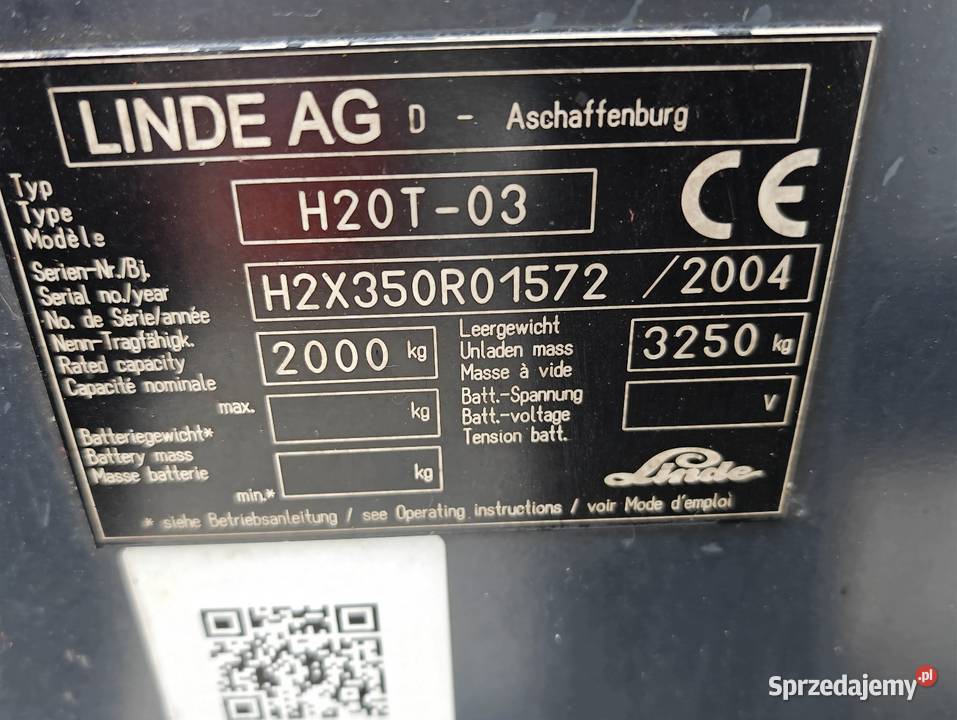 LINDE AG D - Aschaffenburg
Typ
Type
Modèle
H20T-03
CE
Serien-Nr./Bj.
Serial no./year
No. de Série/année
H2X350R01572 / 2004
Nenn-Tragfähigk.
Rated capacity
Capacité nominale
2000 kg
Leergewicht
Unladen mass
Masse à vide
3250 kg
max. kg
Batt.-Spannung
Batt.-voltage
Tension batt.
V
Batteriegewicht*
Battery mass
Masse batterie
min.* kg
Linde
* siehe Betriebsanleitung / see Operating instructions / voir Mode d'emploi
Sprzedajemy.pl